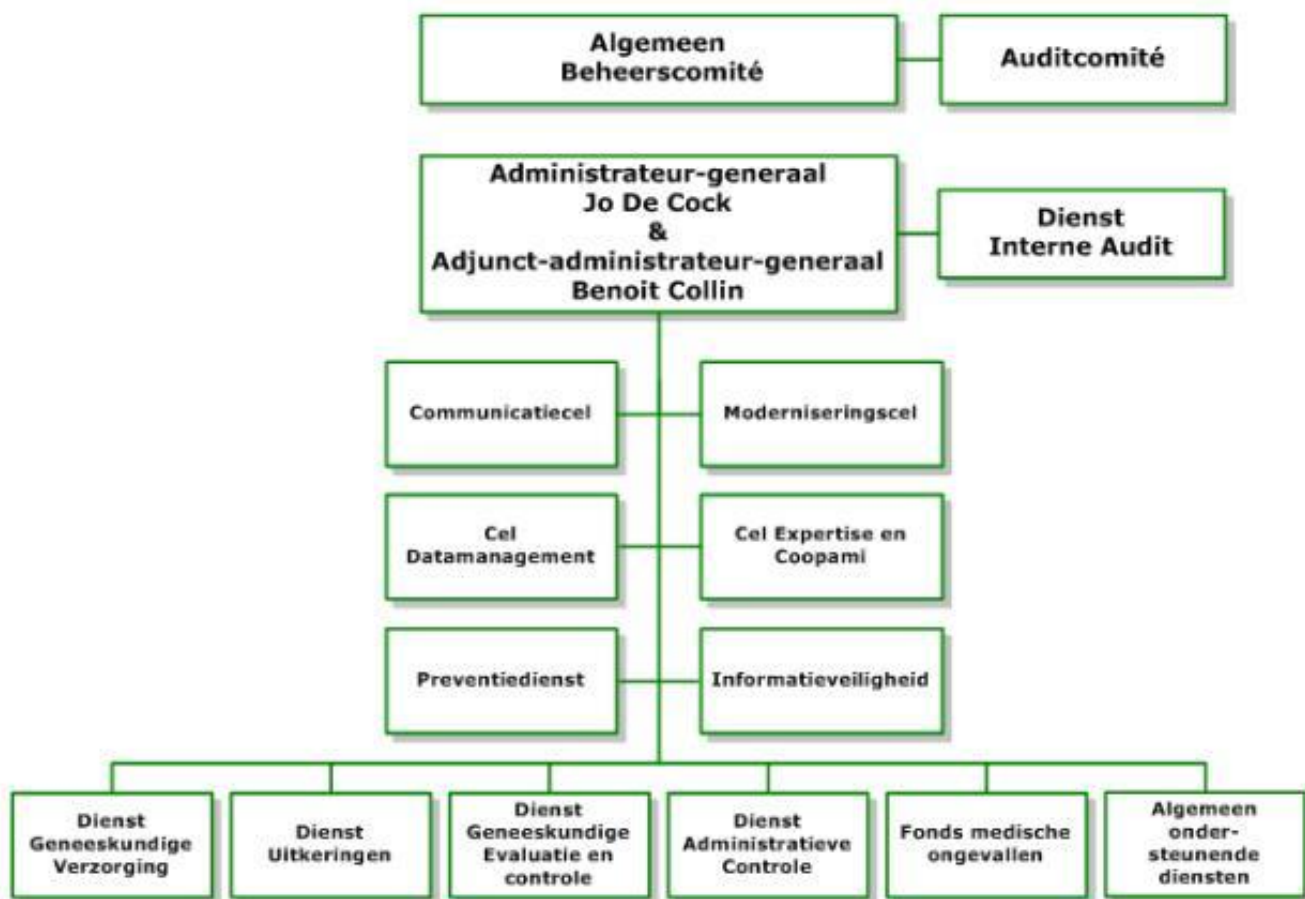 Algemeen
Beheerscomité
Auditcomité
Administrateur-generaal
Jo De Cock
&
Adjunct-administrateur-generaal
Benoit Collin
Dienst
Interne Audit
Communicatiecel
Moderniseringscel
Cel
Datamanagement
Cel Expertise en
Coopami
Preventiedienst
Informatieveiligheid
Dienst
Geneeskundige
Verzorging
Dienst
Uitkeringen
Dienst
Geneeskundige
Evaluatie en
controle
Dienst
Administratieve
Controle
Fonds medische
ongevallen
Algemeen
onder-
steunende
diensten